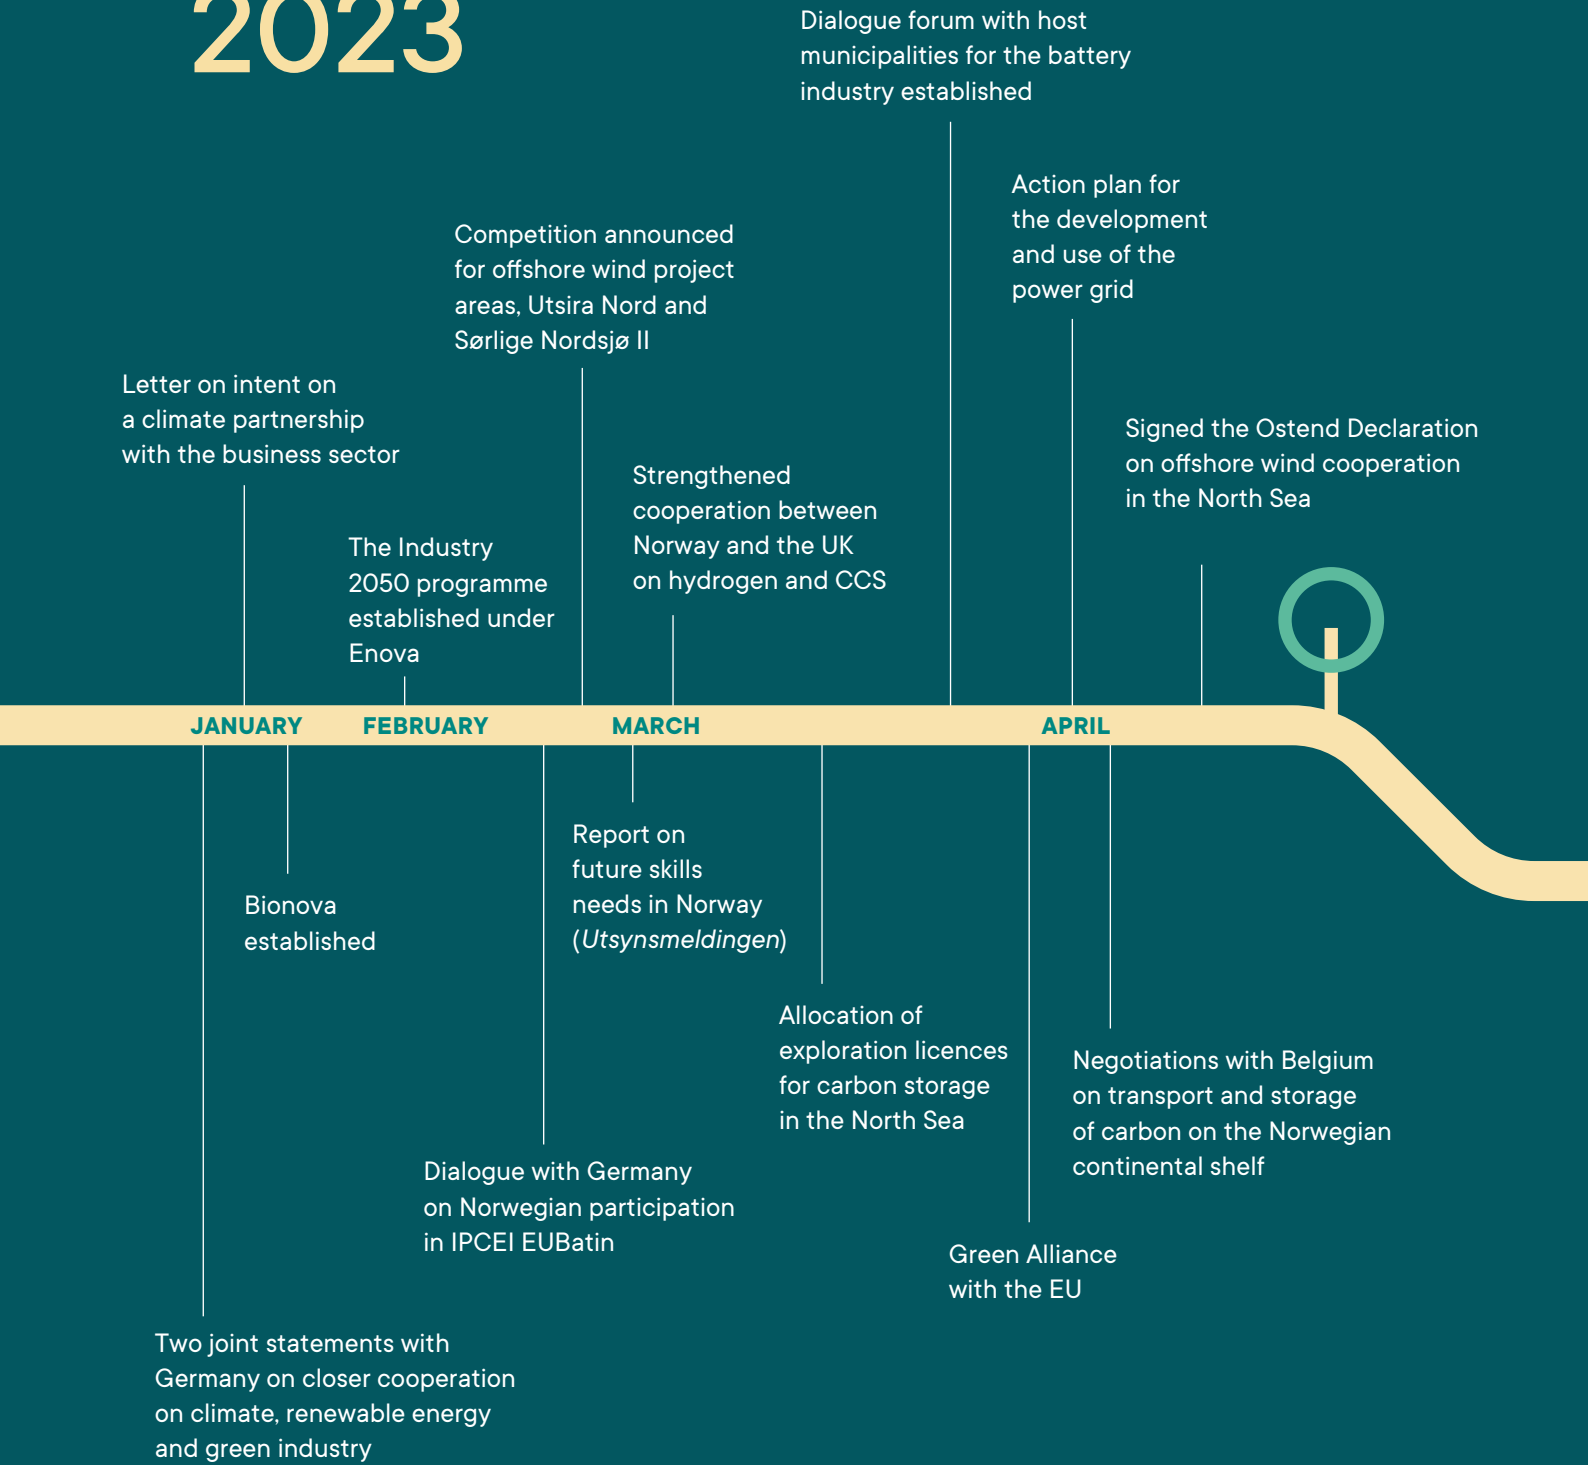 2023
Dialogue forum with host
municipalities for the battery
industry established
Action plan for
the development
and use of the
power grid
Competition announced
for offshore wind project
areas, Utsira Nord and
Sørlige Nordsjø II
Letter on intent on
a climate partnership
with the business sector
Signed the Ostend Declaration
on offshore wind cooperation
in the North Sea
Strengthened
cooperation between
Norway and the UK
on hydrogen and CCS
The Industry
2050 programme
established under
Enova
JANUARY
FEBRUARY
MARCH
APRIL
Report on
future skills
needs in Norway
(Utsynsmeldingen)
Bionova
established
Allocation of
exploration licences
for carbon storage
in the North Sea
Negotiations with Belgium
on transport and storage
of carbon on the Norwegian
continental shelf
Dialogue with Germany
on Norwegian participation
in IPCEI EUBatin
Green Alliance
with the EU
Two joint statements with
Germany on closer cooperation
on climate, renewable energy
and green industry